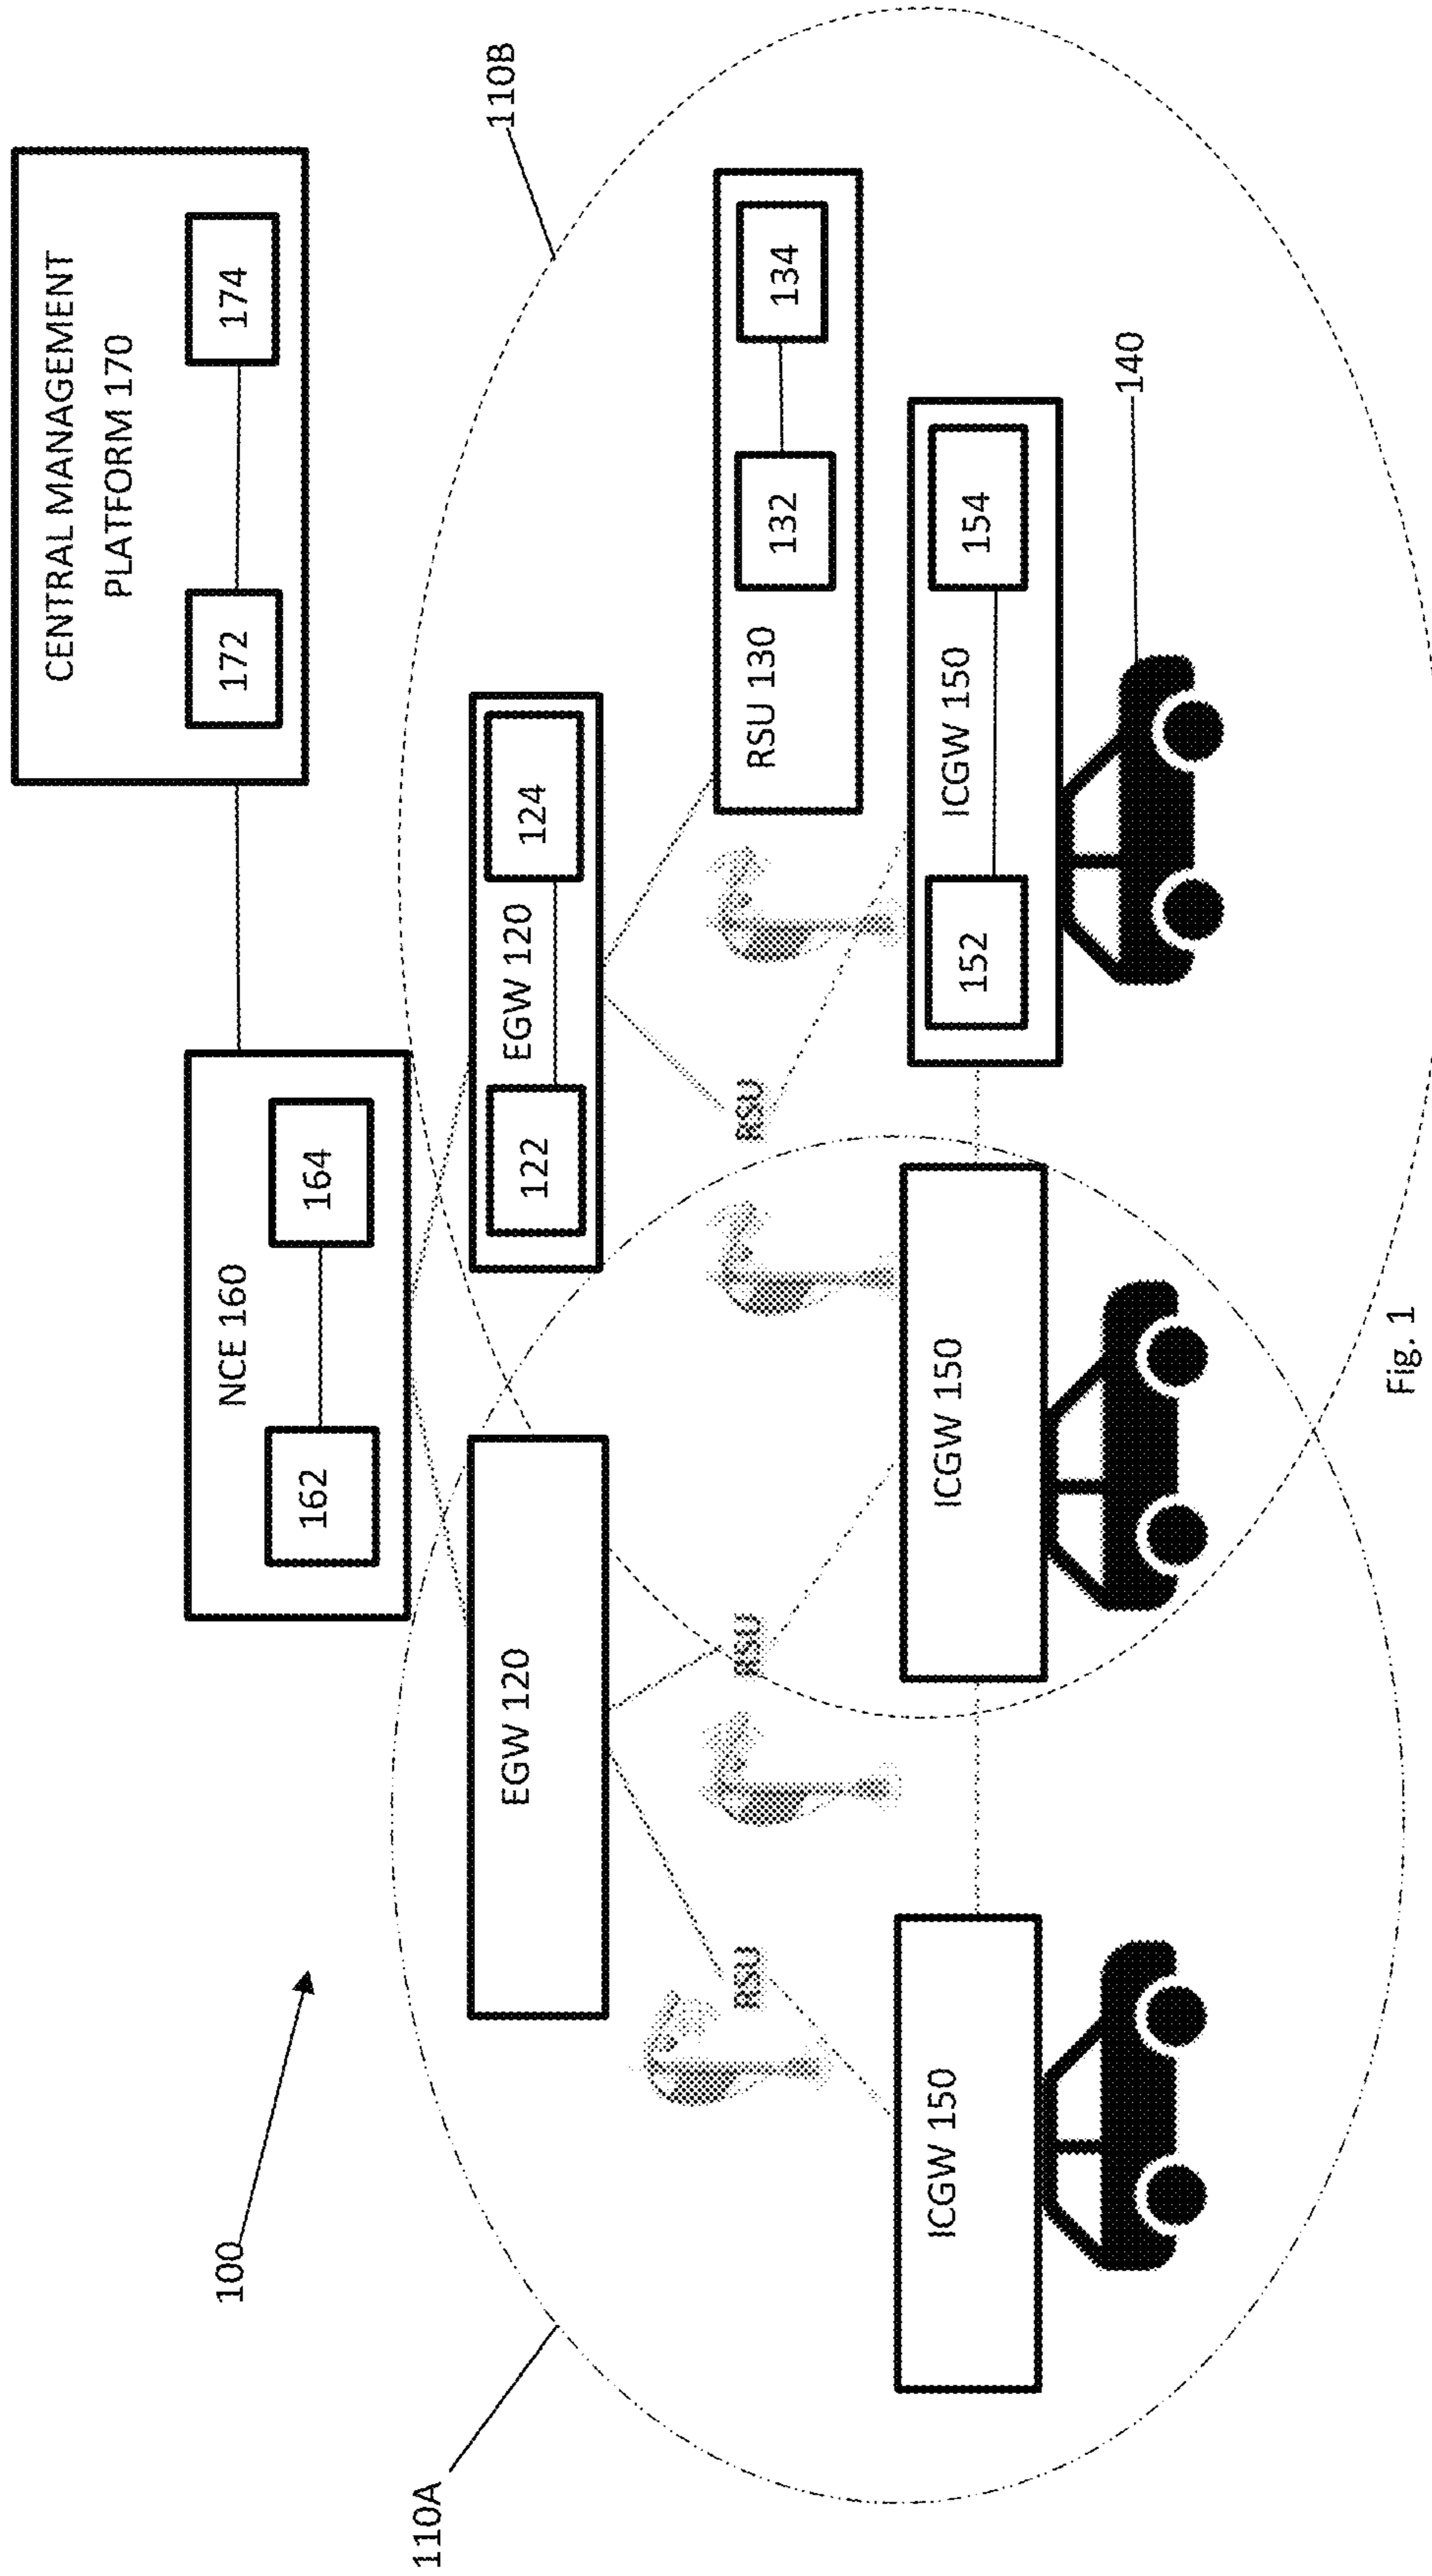 100
CENTRAL MANAGEMENT
PLATFORM 170
172
174
NCE 160
162
164
110A
110B
EGW 120
EGW 120
122
124
RSU
RSU
RSU
RSU 130
132
134
ICGW 150
ICGW 150
ICGW 150
152
154
140
Fig. 1